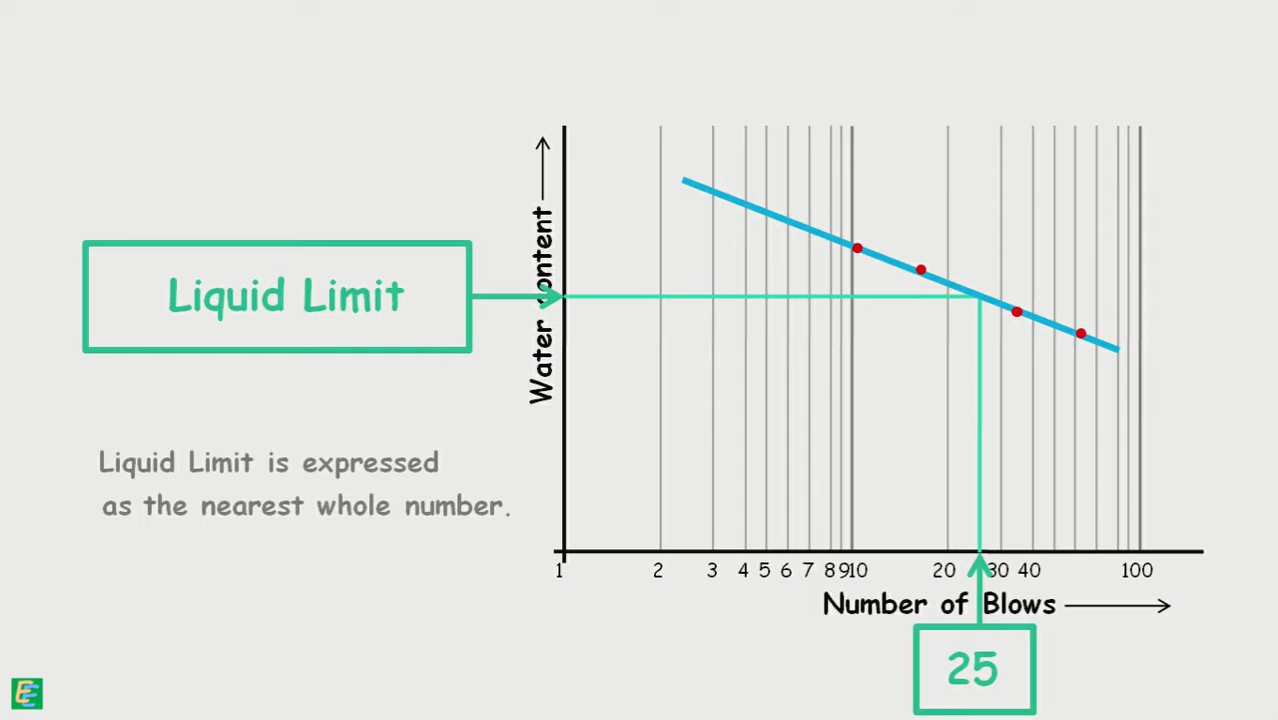 Liquid Limit
Liquid Limit is expressed
as the nearest whole number.
Water content
1 2 3 4 5 6 7 8 9 10 20 30 40 100
Number of Blows
25
EE